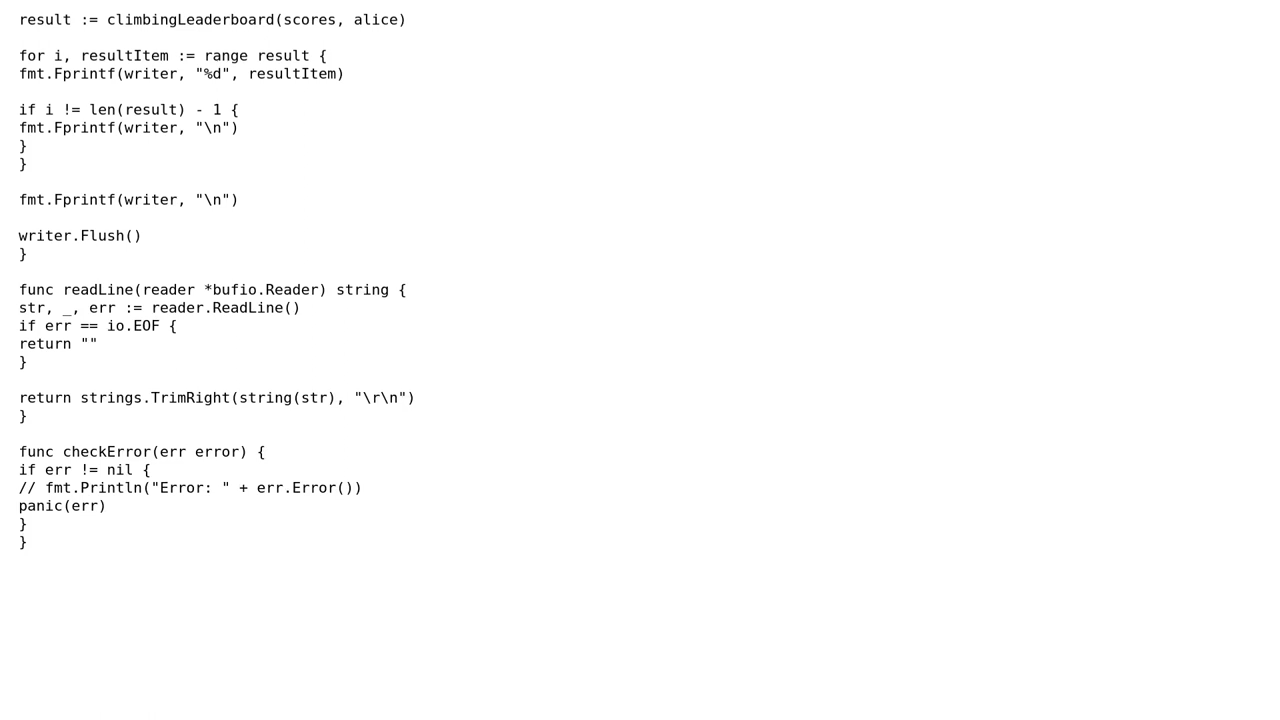 result := climbingLeaderboard(scores, alice)
for i, resultItem := range result {
fmt.Fprintf(writer, "%d", resultItem)
if i != len(result) - 1 {
fmt.Fprintf(writer, "\n")
}
}
fmt.Fprintf(writer, "\n")
writer.Flush()
}
func readLine(reader *bufio.Reader) string {
str, _, err := reader.ReadLine()
if err == io.EOF {
return ""
}
return strings.TrimRight(string(str), "\r\n")
}
func checkError(err error) {
if err != nil {
// fmt.Println("Error: " + err.Error())
panic(err)
}
}